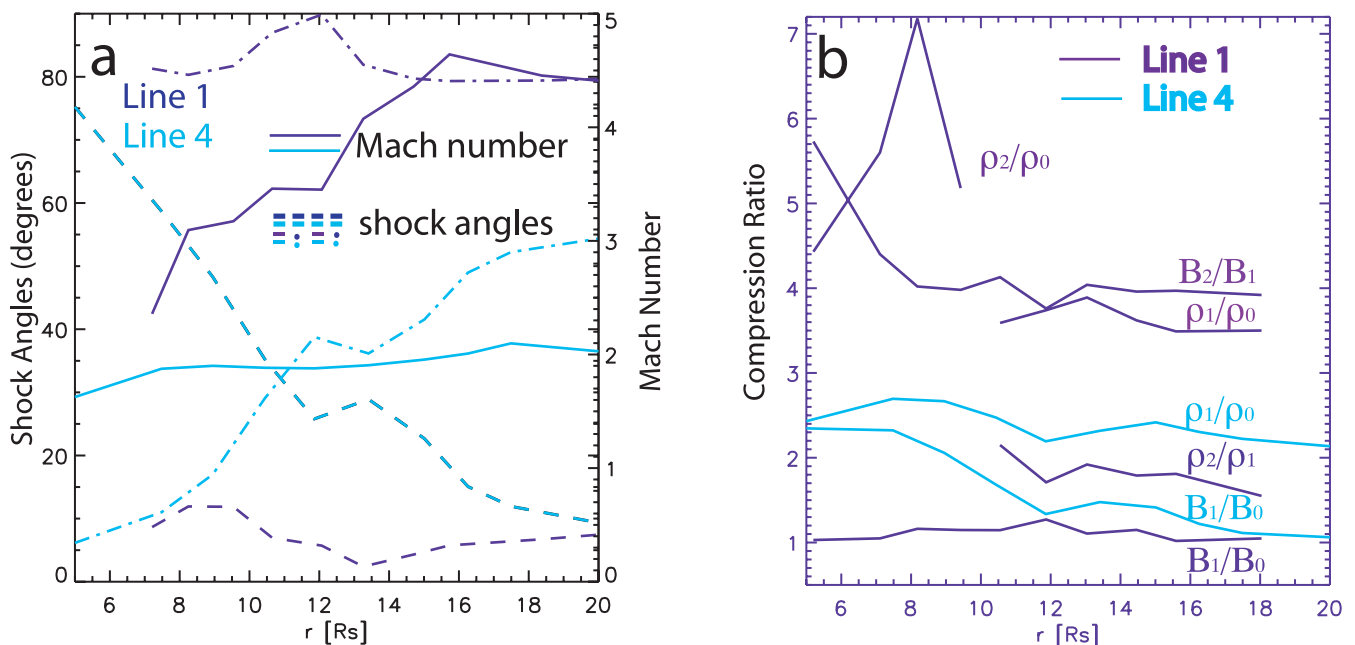 a
Line 1
Line 4
Mach number
shock angles
Shock Angles (degrees)
0
20
40
60
80
Mach Number
0
1
2
3
4
5
6 8 10 12 14 16 18 20
r [Rs]
b
Line 1
Line 4
ρ2/ρ0
B2/B1
ρ1/ρ0
ρ1/ρ0
ρ2/ρ1
B1/B0
B1/B0
Compression Ratio
1
2
3
4
5
6
7
6 8 10 12 14 16 18 20
r [Rs]